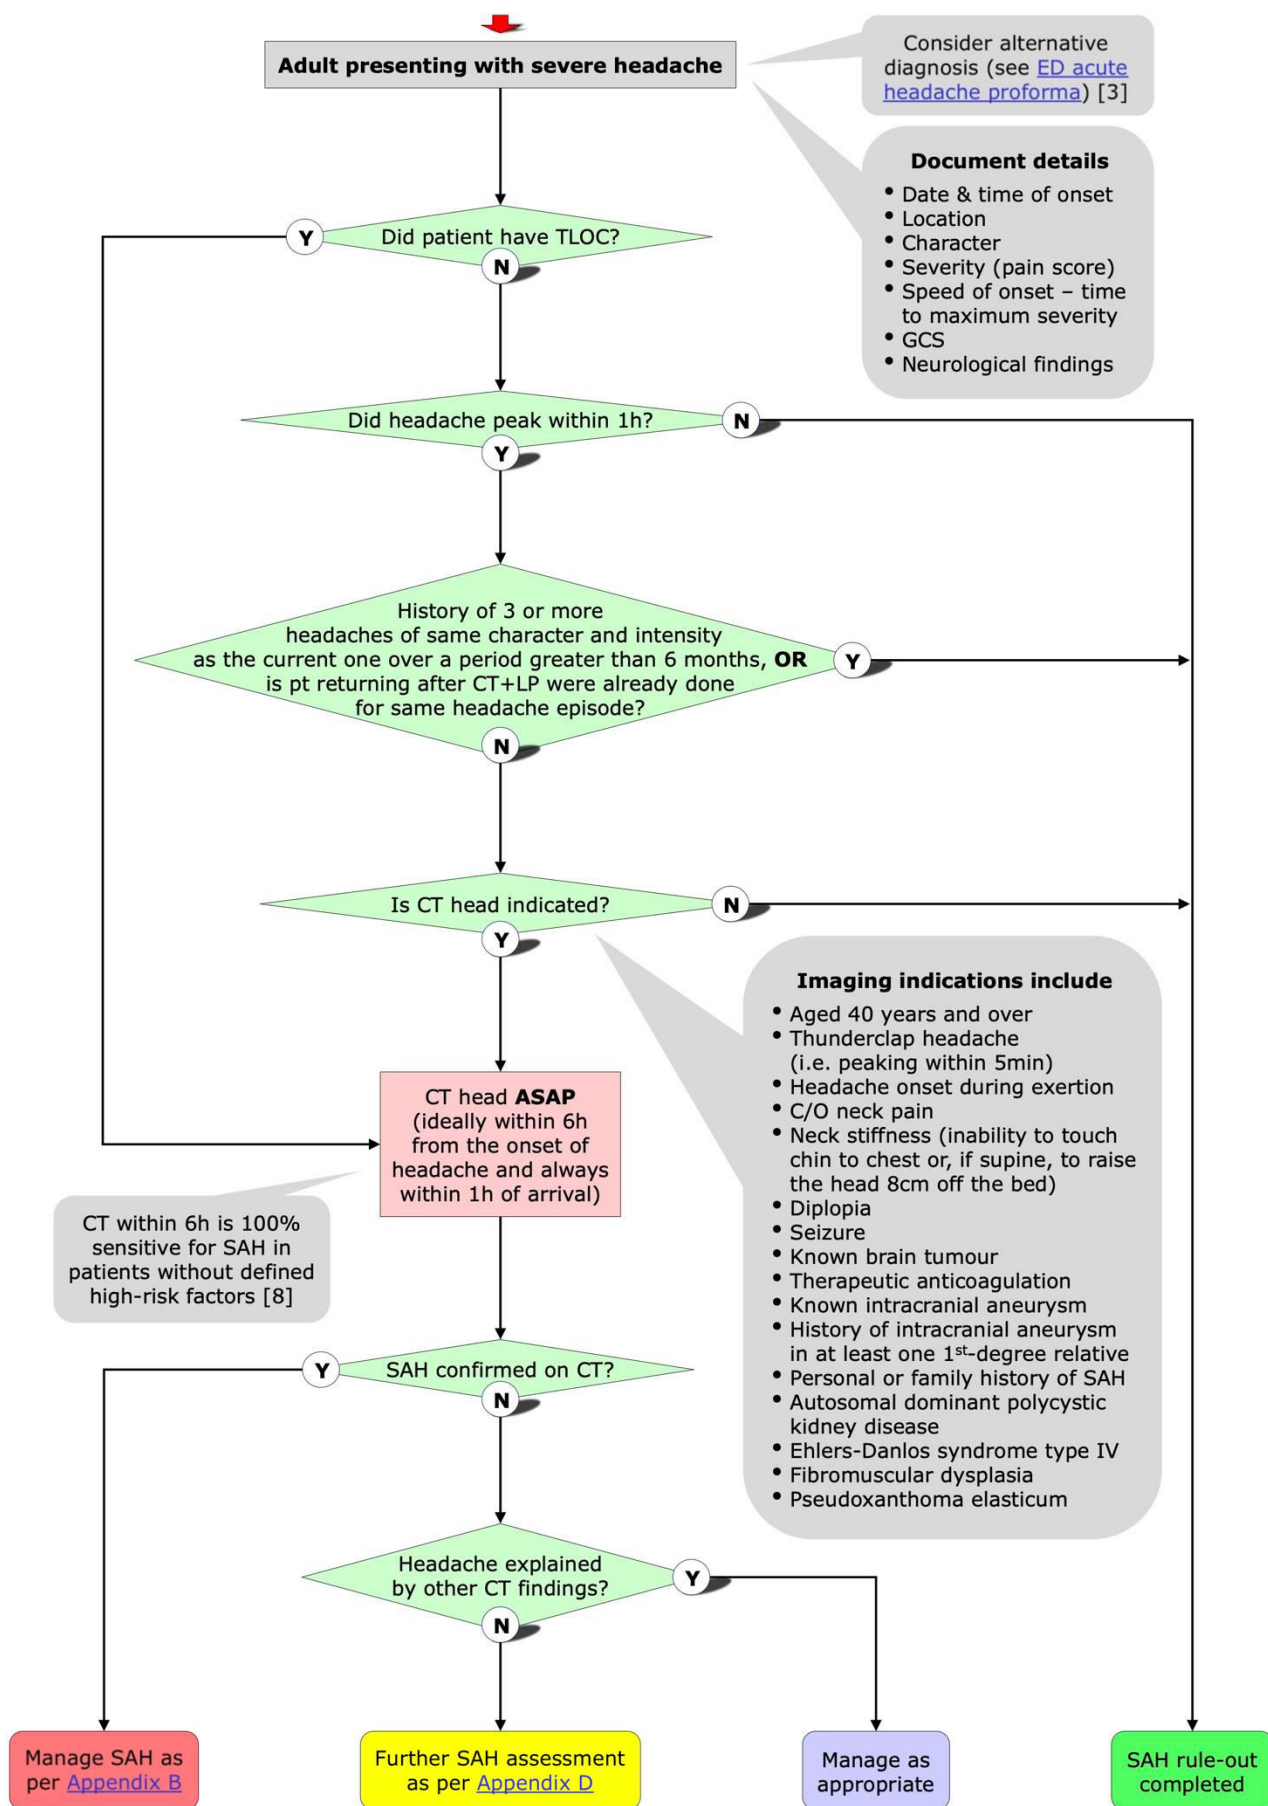 Adult presenting with severe headache
Consider alternative
diagnosis (see ED acute
headache proforma) [3]
Document details
• Date & time of onset
• Location
• Character
• Severity (pain score)
• Speed of onset – time
to maximum severity
• GCS
• Neurological findings
Y
Did patient have TLOC?
N
Did headache peak within 1h?
N
Y
History of 3 or more
headaches of same character and intensity
as the current one over a period greater than 6 months, OR
is pt returning after CT+LP were already done
for same headache episode?
Y
N
Is CT head indicated?
N
Y
Imaging indications include
• Aged 40 years and over
• Thunderclap headache
(i.e. peaking within 5min)
• Headache onset during exertion
• C/O neck pain
• Neck stiffness (inability to touch
chin to chest or, if supine, to raise
the head 8cm off the bed)
• Diplopia
• Seizure
• Known brain tumour
• Therapeutic anticoagulation
• Known intracranial aneurysm
• History of intracranial aneurysm
in at least one 1st-degree relative
• Personal or family history of SAH
• Autosomal dominant polycystic
kidney disease
• Ehlers-Danlos syndrome type IV
• Fibromuscular dysplasia
• Pseudoxanthoma elasticum
CT head ASAP
(ideally within 6h
from the onset of
headache and always
within 1h of arrival)
CT within 6h is 100%
sensitive for SAH in
patients without defined
high-risk factors [8]
Y
SAH confirmed on CT?
N
Headache explained
by other CT findings?
Y
N
Manage SAH as
per Appendix B
Further SAH assessment
as per Appendix D
Manage as
appropriate
SAH rule-out
completed